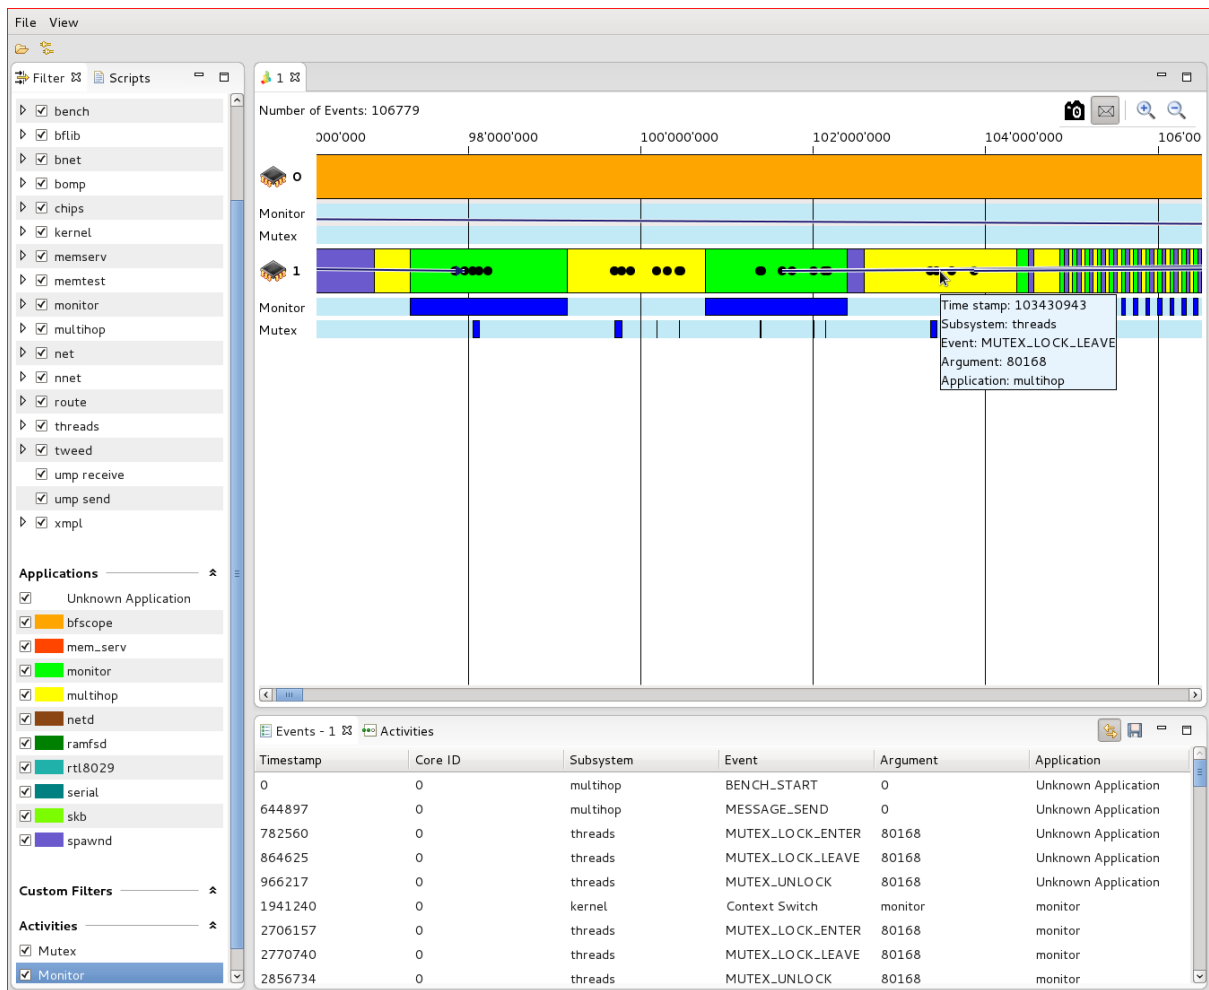 File View
Filter Scripts
bench
bflib
bnet
bomp
chips
kernel
memserv
memtest
monitor
multihop
net
nnet
route
threads
tweed
ump receive
ump send
xmpl
Applications
Unknown Application
bfscope
mem_serv
monitor
multihop
netd
ramfsd
rtl8029
serial
skb
spawnd
Custom Filters
Activities
Mutex
Monitor
1
Number of Events: 106779
000'000 98'000'000 100'000'000 102'000'000 104'000'000 106'00
0
Monitor
Mutex
1
Monitor
Mutex
Time stamp: 103430943
Subsystem: threads
Event: MUTEX_LOCK_LEAVE
Argument: 80168
Application: multihop
Events - 1 Activities
Timestamp Core ID Subsystem Event Argument Application
0 0 multihop BENCH_START 0 Unknown Application
644897 0 multihop MESSAGE_SEND 0 Unknown Application
782560 0 threads MUTEX_LOCK_ENTER 80168 Unknown Application
864625 0 threads MUTEX_LOCK_LEAVE 80168 Unknown Application
966217 0 threads MUTEX_UNLOCK 80168 Unknown Application
1941240 0 kernel Context Switch monitor monitor
2706157 0 threads MUTEX_LOCK_ENTER 80168 monitor
2770740 0 threads MUTEX_LOCK_LEAVE 80168 monitor
2856734 0 threads MUTEX_UNLOCK 80168 monitor